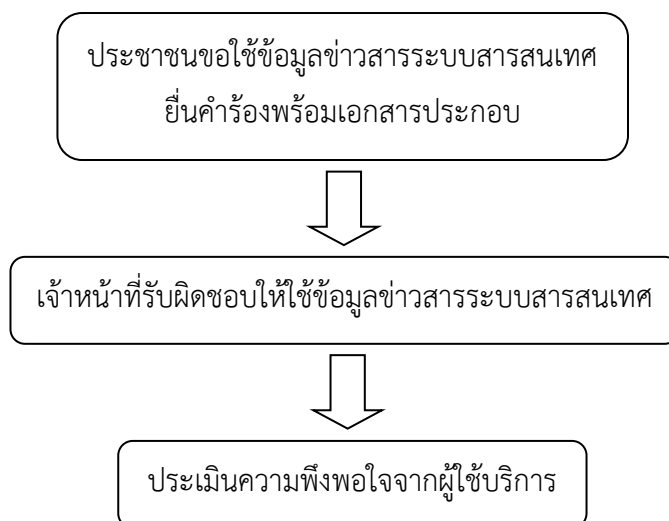 ประชาชนขอใช้ข้อมูลข่าวสารระบบสารสนเทศ
ยื่นคำร้องพร้อมเอกสารประกอบ
เจ้าหน้าที่รับผิดชอบให้ใช้ข้อมูลข่าวสารระบบสารสนเทศ
ประเมินความพึงพอใจจากผู้ใช้บริการ